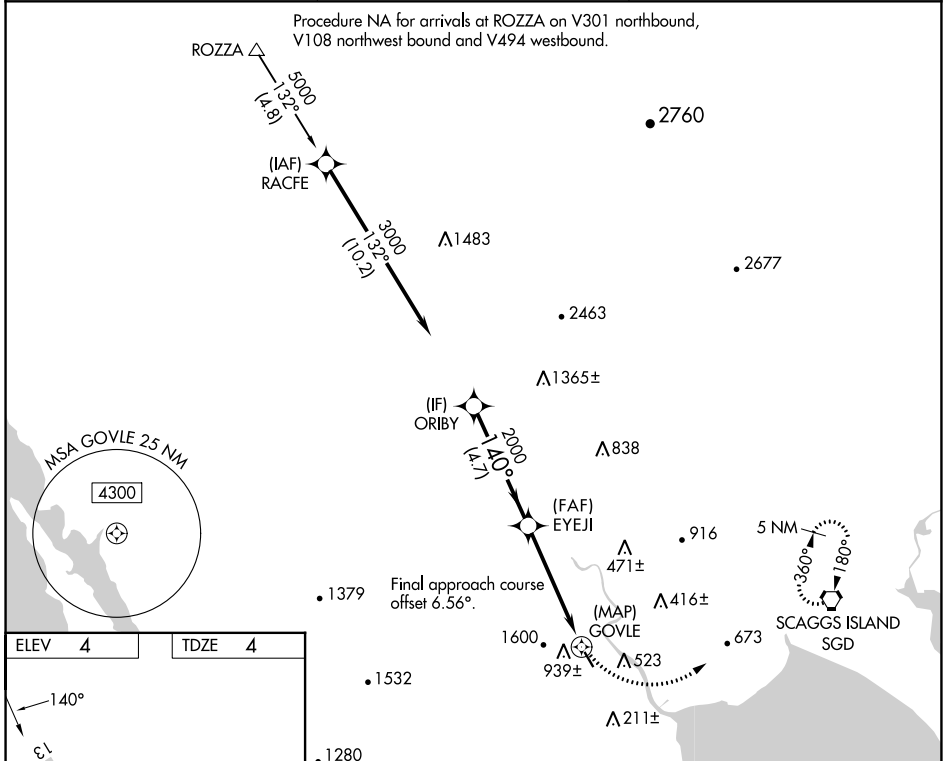 Procedure NA for arrivals at ROZZA on V301 northbound,
V108 northwest bound and V494 westbound.
ROZZA
5000
132°
(4.8)
2760
(IAF)
RACFE
3000
132°
(10.2)
1483
2677
2463
1365±
(IF)
ORIBY
2000
140°
(4.7)
838
MSA GOVLE 25 NM
4300
(FAF)
EYEJI
916
5 NM
360°
180°
471±
Final approach course
offset 6.56°.
1379
416±
(MAP)
GOVLE
SCAGGS ISLAND
SGD
1600
939±
523
673
ELEV 4
TDZE 4
1532
140°
13
211±
1280